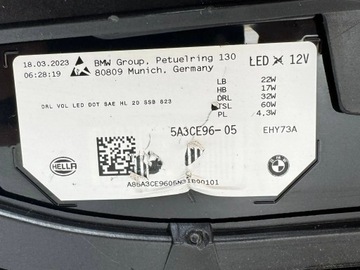 18.03.2023
06:28:19
BMW Group, Petuelring 130
80809 Munich, Germany
LED 12V
LB 22W
HB 17W
DRL 32W
TSL 60W
PL 4.3W
DRL VOL LED DOT SAE HL 20 559 823
5A3CE96-05
EHY73A
HELLA
BMW